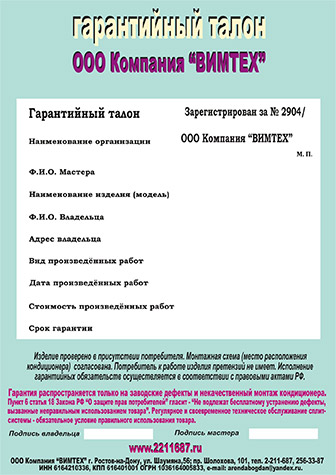 гарантийный талон
ООО Компания “ВИМТЕХ”
Гарантийный талон
Зарегистрирован за № 2904/
Наименование организации
ООО Компания “ВИМТЕХ”
М. П.
Ф.И.О. Мастера
Наименование изделия (модель)
Ф.И.О. Владельца
Адрес владельца
Вид произведённых работ
Дата произведённых работ
Стоимость произведённых работ
Срок гарантии
Изделие проверено в присутствии потребителя. Монтажная схема (место расположения
кондиционера) согласована. Потребитель к работе изделия претензий не имеет. Исполнение
гарантийных обязательств осуществляется в соответствии с правовыми актами РФ.
Гарантия распространяется только на заводские дефекты и некачественный монтаж кондиционера.
Пункт 6 статьи 18 Закона РФ “О защите прав потребителей” гласит - “Не подлежат бесплатному устранению дефекты,
вызванные неправильным использованием товара”. Регулярное и своевременное техническое обслуживание сплит-
системы - обязательное условие правильного использования товара.
Подпись владельца
Подпись мастера
www.2211687.ru
ООО Компания “ВИМТЕХ” г. Ростов-на-Дону, ул. Шаумяна,56; пр. Шолохова, 101, тел. 2-211-687, 256-33-87
ИНН 6164210336, КПП 616401001 ОГРН 1036164005833, e-mail: arendabogdan@yandex.ru.